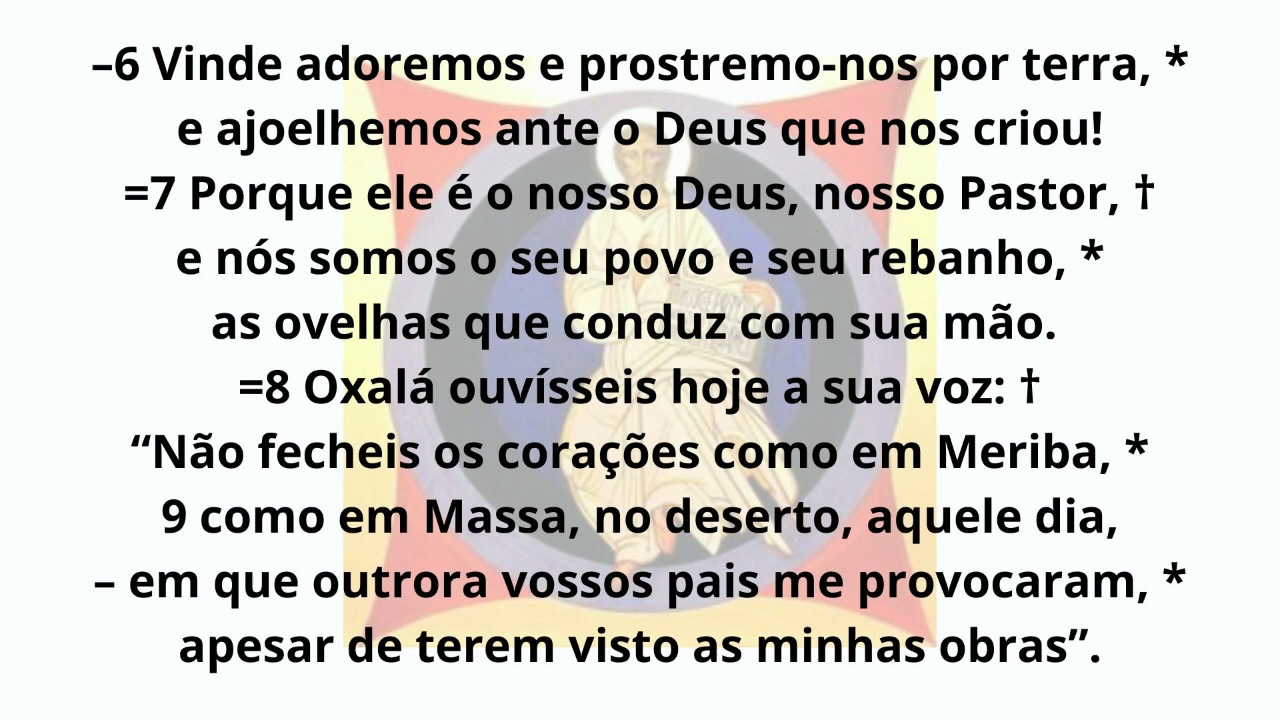 –6 Vinde adoremos e prostremo-nos por terra, *
e ajoelhemos ante o Deus que nos criou!
=7 Porque ele é o nosso Deus, nosso Pastor, †
e nós somos o seu povo e seu rebanho, *
as ovelhas que conduz com sua mão.
=8 Oxalá ouvísseis hoje a sua voz: †
“Não fecheis os corações como em Meriba, *
9 como em Massa, no deserto, aquele dia,
– em que outrora vossos pais me provocaram, *
apesar de terem visto as minhas obras”.